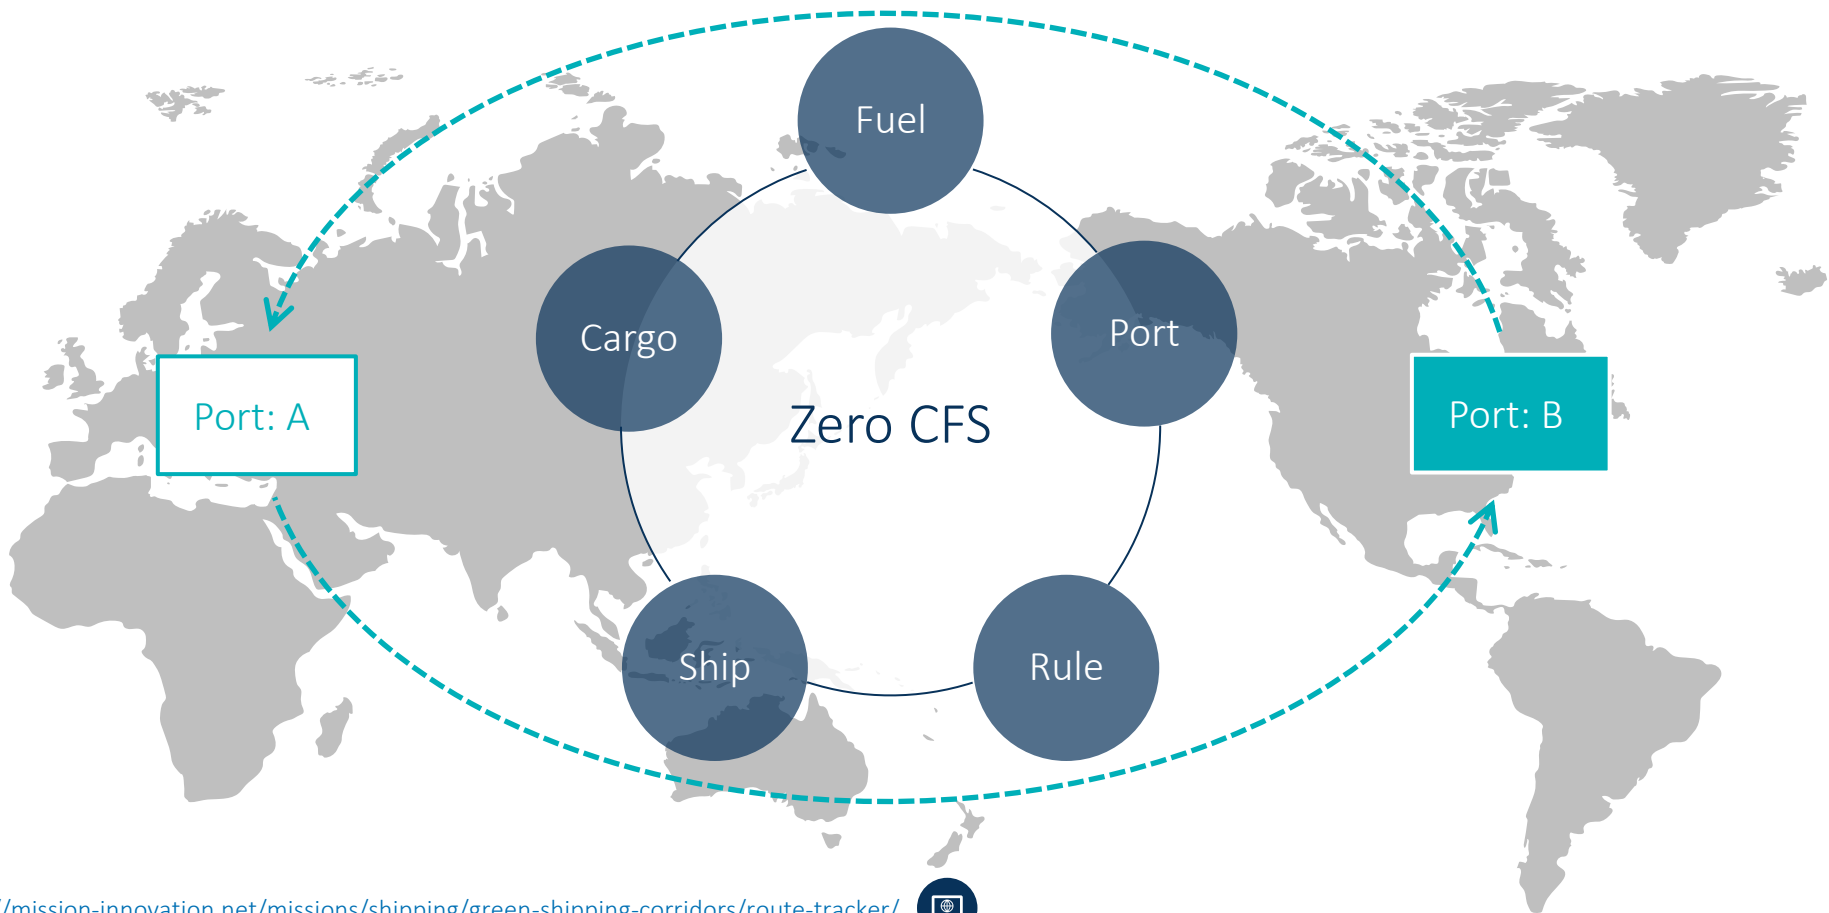 Fuel
Cargo
Port
Port: A
Zero CFS
Port: B
Ship
Rule
//mission-innovation.net/missions/shipping/green-shipping-corridors/route-tracker/